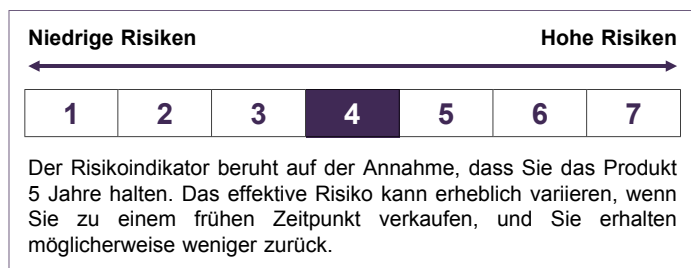 Niedrige Risiken Hohe Risiken
1 2 3 4 5 6 7
Der Risikoindikator beruht auf der Annahme, dass Sie das Produkt
5 Jahre halten. Das effektive Risiko kann erheblich variieren, wenn
Sie zu einem frühen Zeitpunkt verkaufen, und Sie erhalten
möglicherweise weniger zurück.